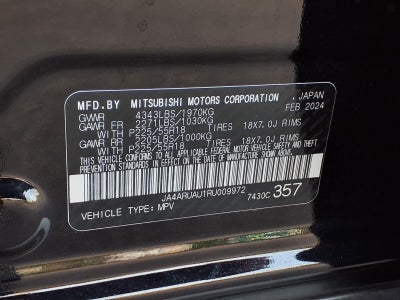 MFD.BY MITSUBISHI MOTORS CORPORATION , JAPAN
GVWR 4343LBS/1970KG FEB 2024
GAWR FR 2271LBS/1030KG
WITH P225/55R18 TIRES 18X7.0J RIMS
GAWR RR 2205LBS/1000KG
WITH P225/55R18 TIRES 18X7.0J RIMS
THIS VEHICLE CONFORMS TO ALL APPLICABLE FEDERAL MOTOR VEHICLE SAFETY
AND THEFT PREVENTION STANDARDS IN EFFECT ON THE DATE OF MANUFACTURE SHOWN ABOVE.
JA4ARUAU1RU009972 7430C 357
VEHICLE TYPE: MPV